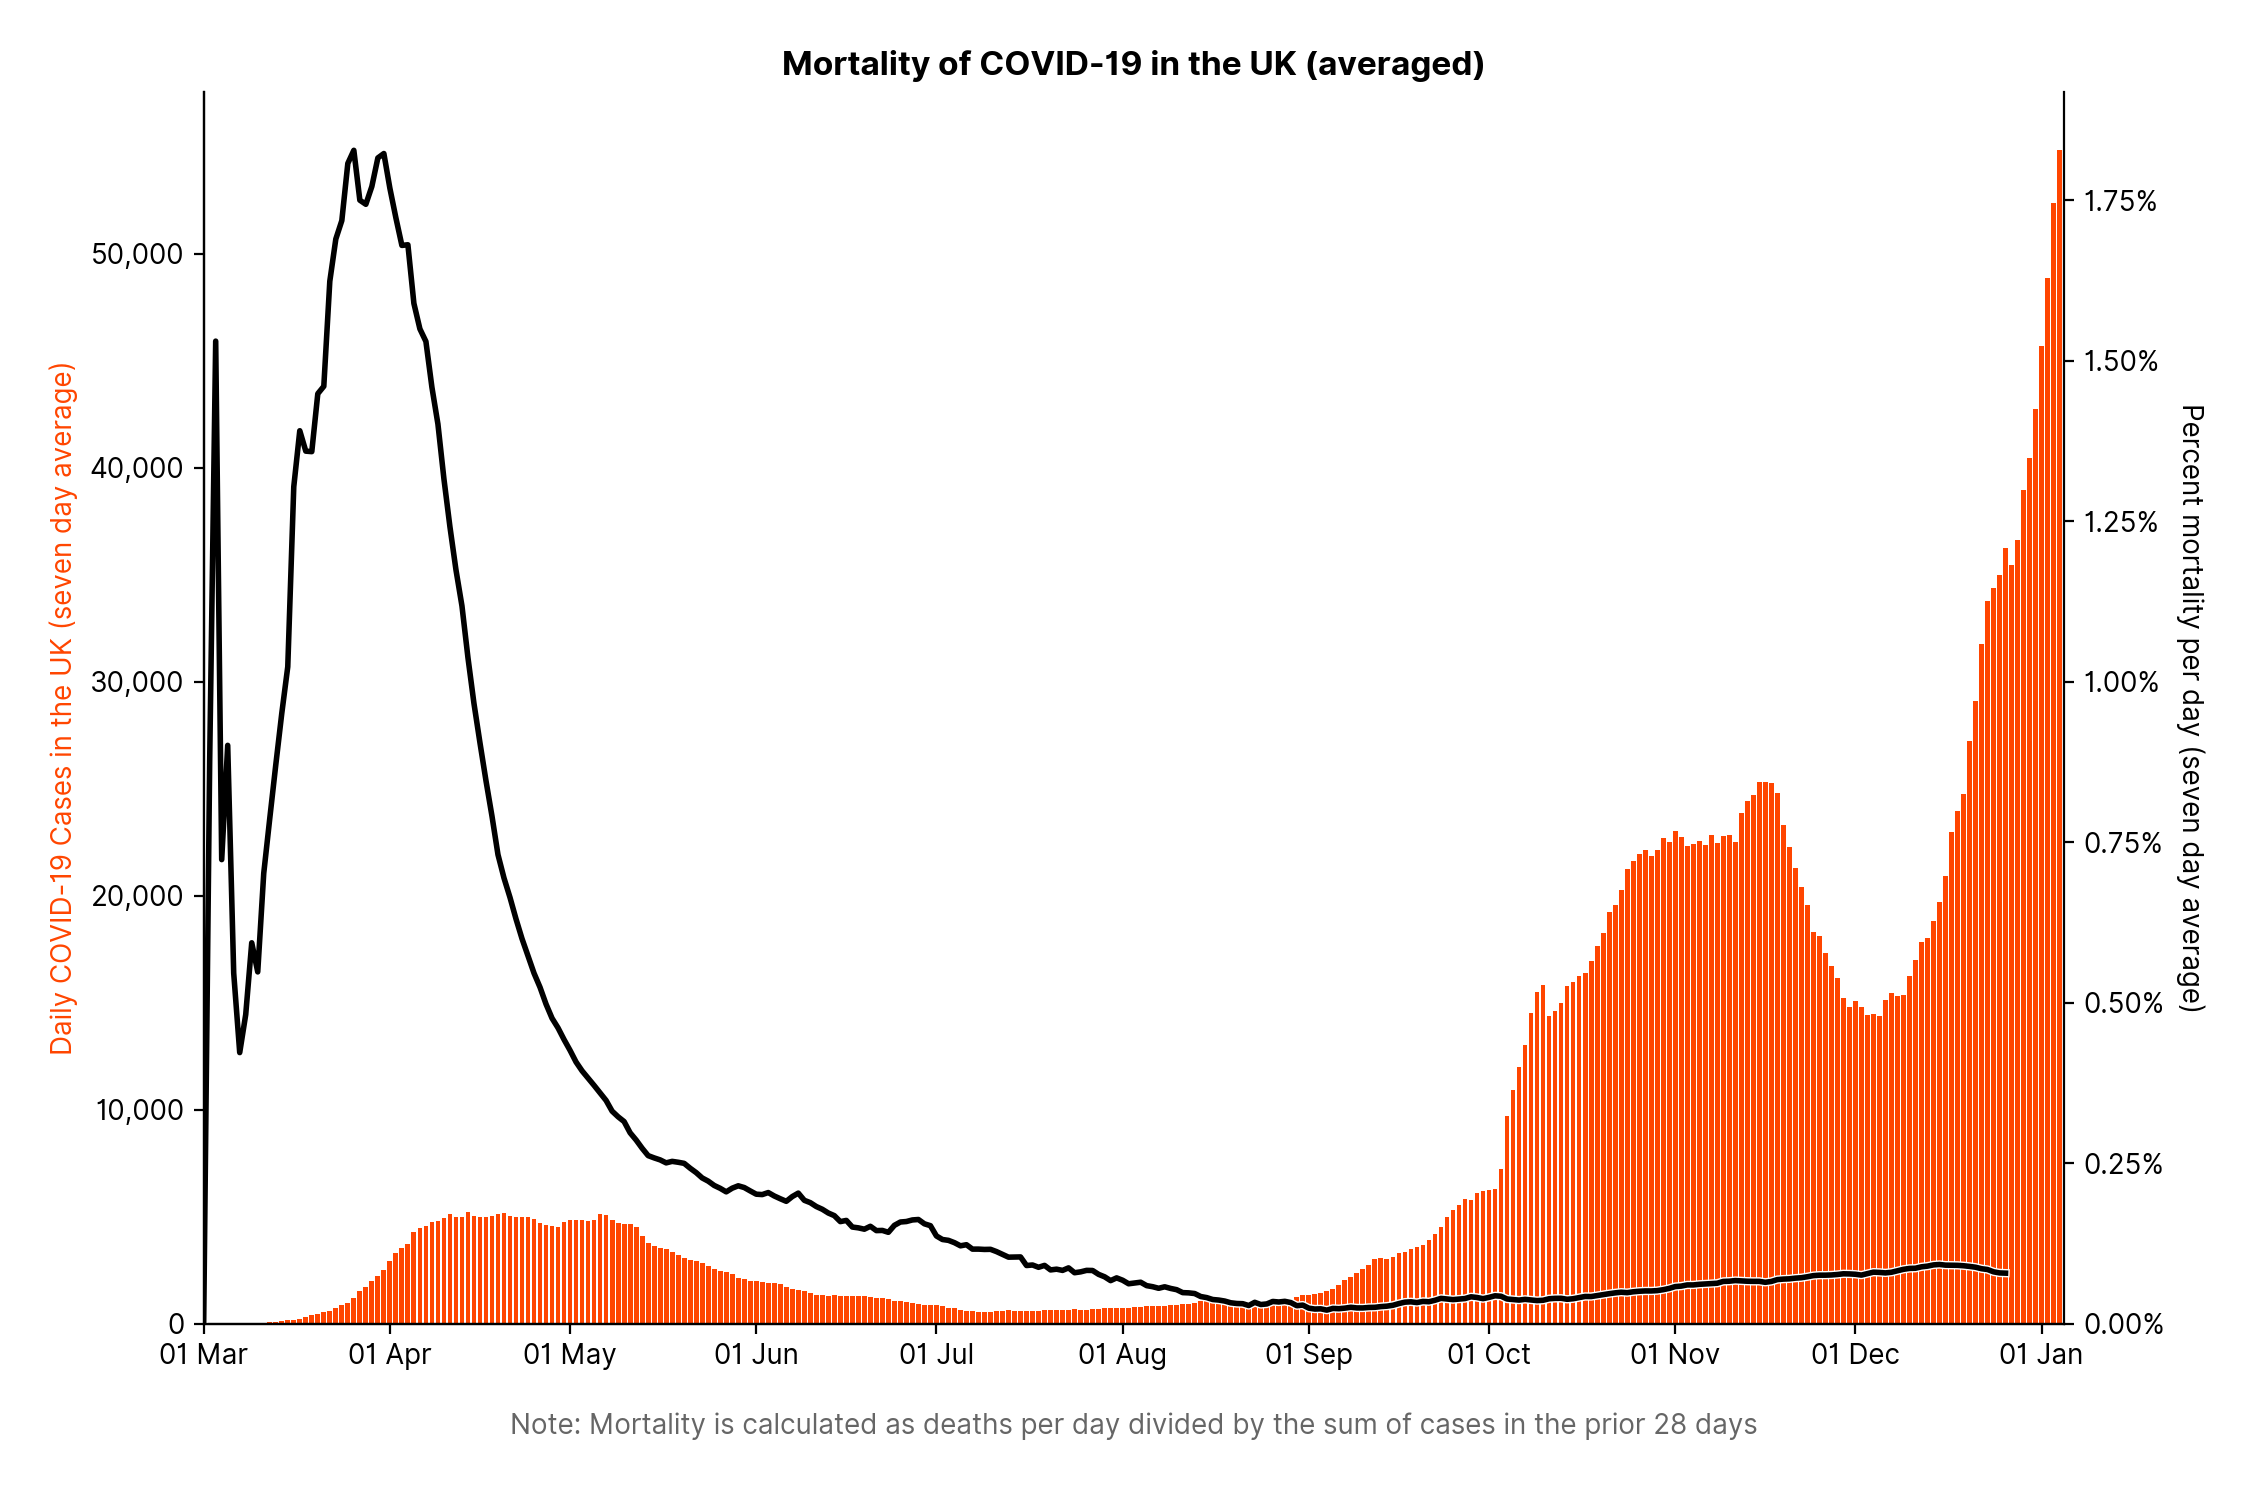 Mortality of COVID-19 in the UK (averaged)
Daily COVID-19 Cases in the UK (seven day average)
50,000
40,000
30,000
20,000
10,000
0
1.75%
1.50%
1.25%
1.00%
0.75%
0.50%
0.25%
0.00%
Percent mortality per day (seven day average)
01 Mar
01 Apr
01 May
01 Jun
01 Jul
01 Aug
01 Sep
01 Oct
01 Nov
01 Dec
01 Jan
Note: Mortality is calculated as deaths per day divided by the sum of cases in the prior 28 days